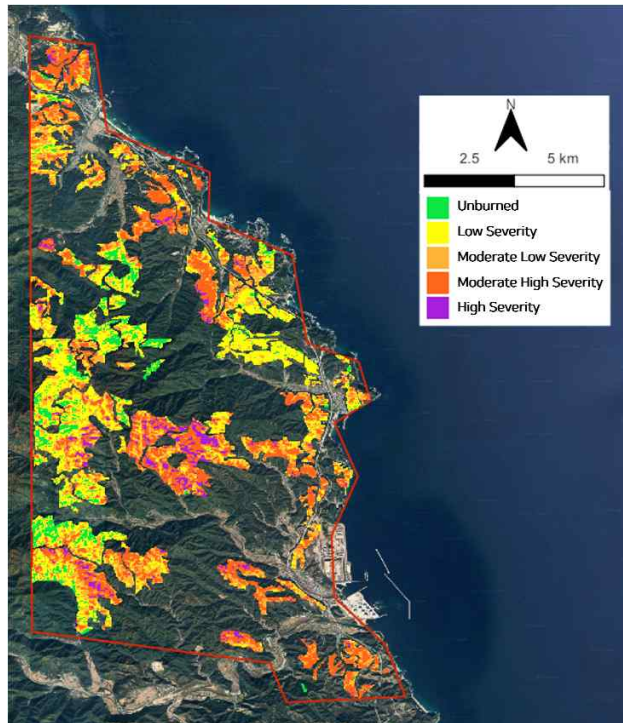 N
2.5 5 km
Unburned
Low Severity
Moderate Low Severity
Moderate High Severity
High Severity